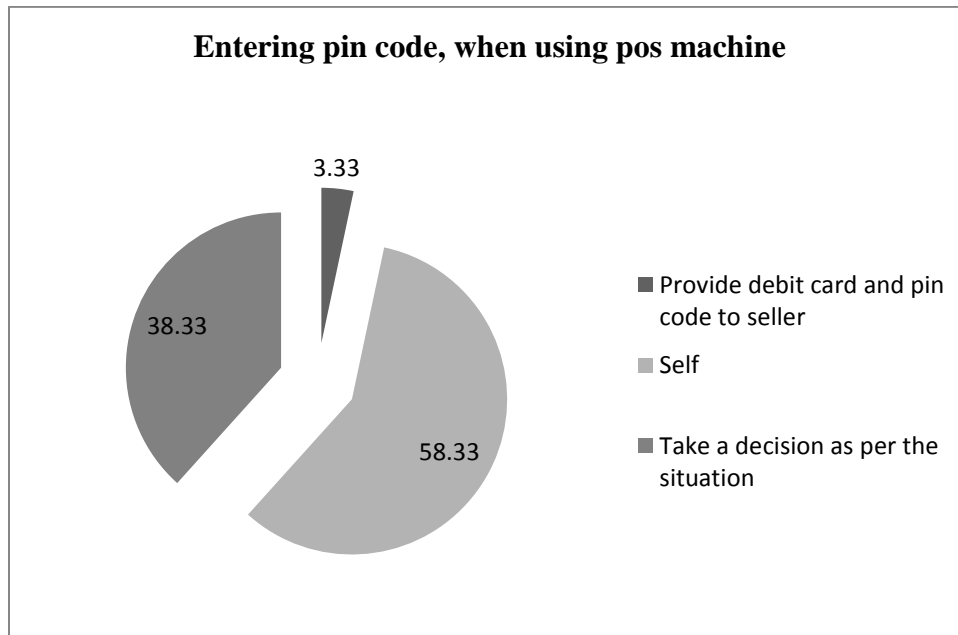 Entering pin code, when using pos machine
3.33
38.33
58.33
Provide debit card and pin
code to seller
Self
Take a decision as per the
situation